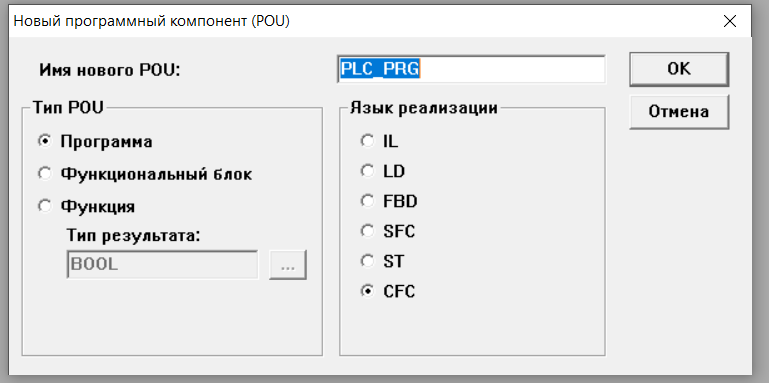 Новый программный компонент (POU)
Имя нового POU:
PLC_PRG
OK
Отмена
Тип POU
Программа
Функциональный блок
Функция
Тип результата:
BOOL
...
Язык реализации
IL
LD
FBD
SFC
ST
CFC